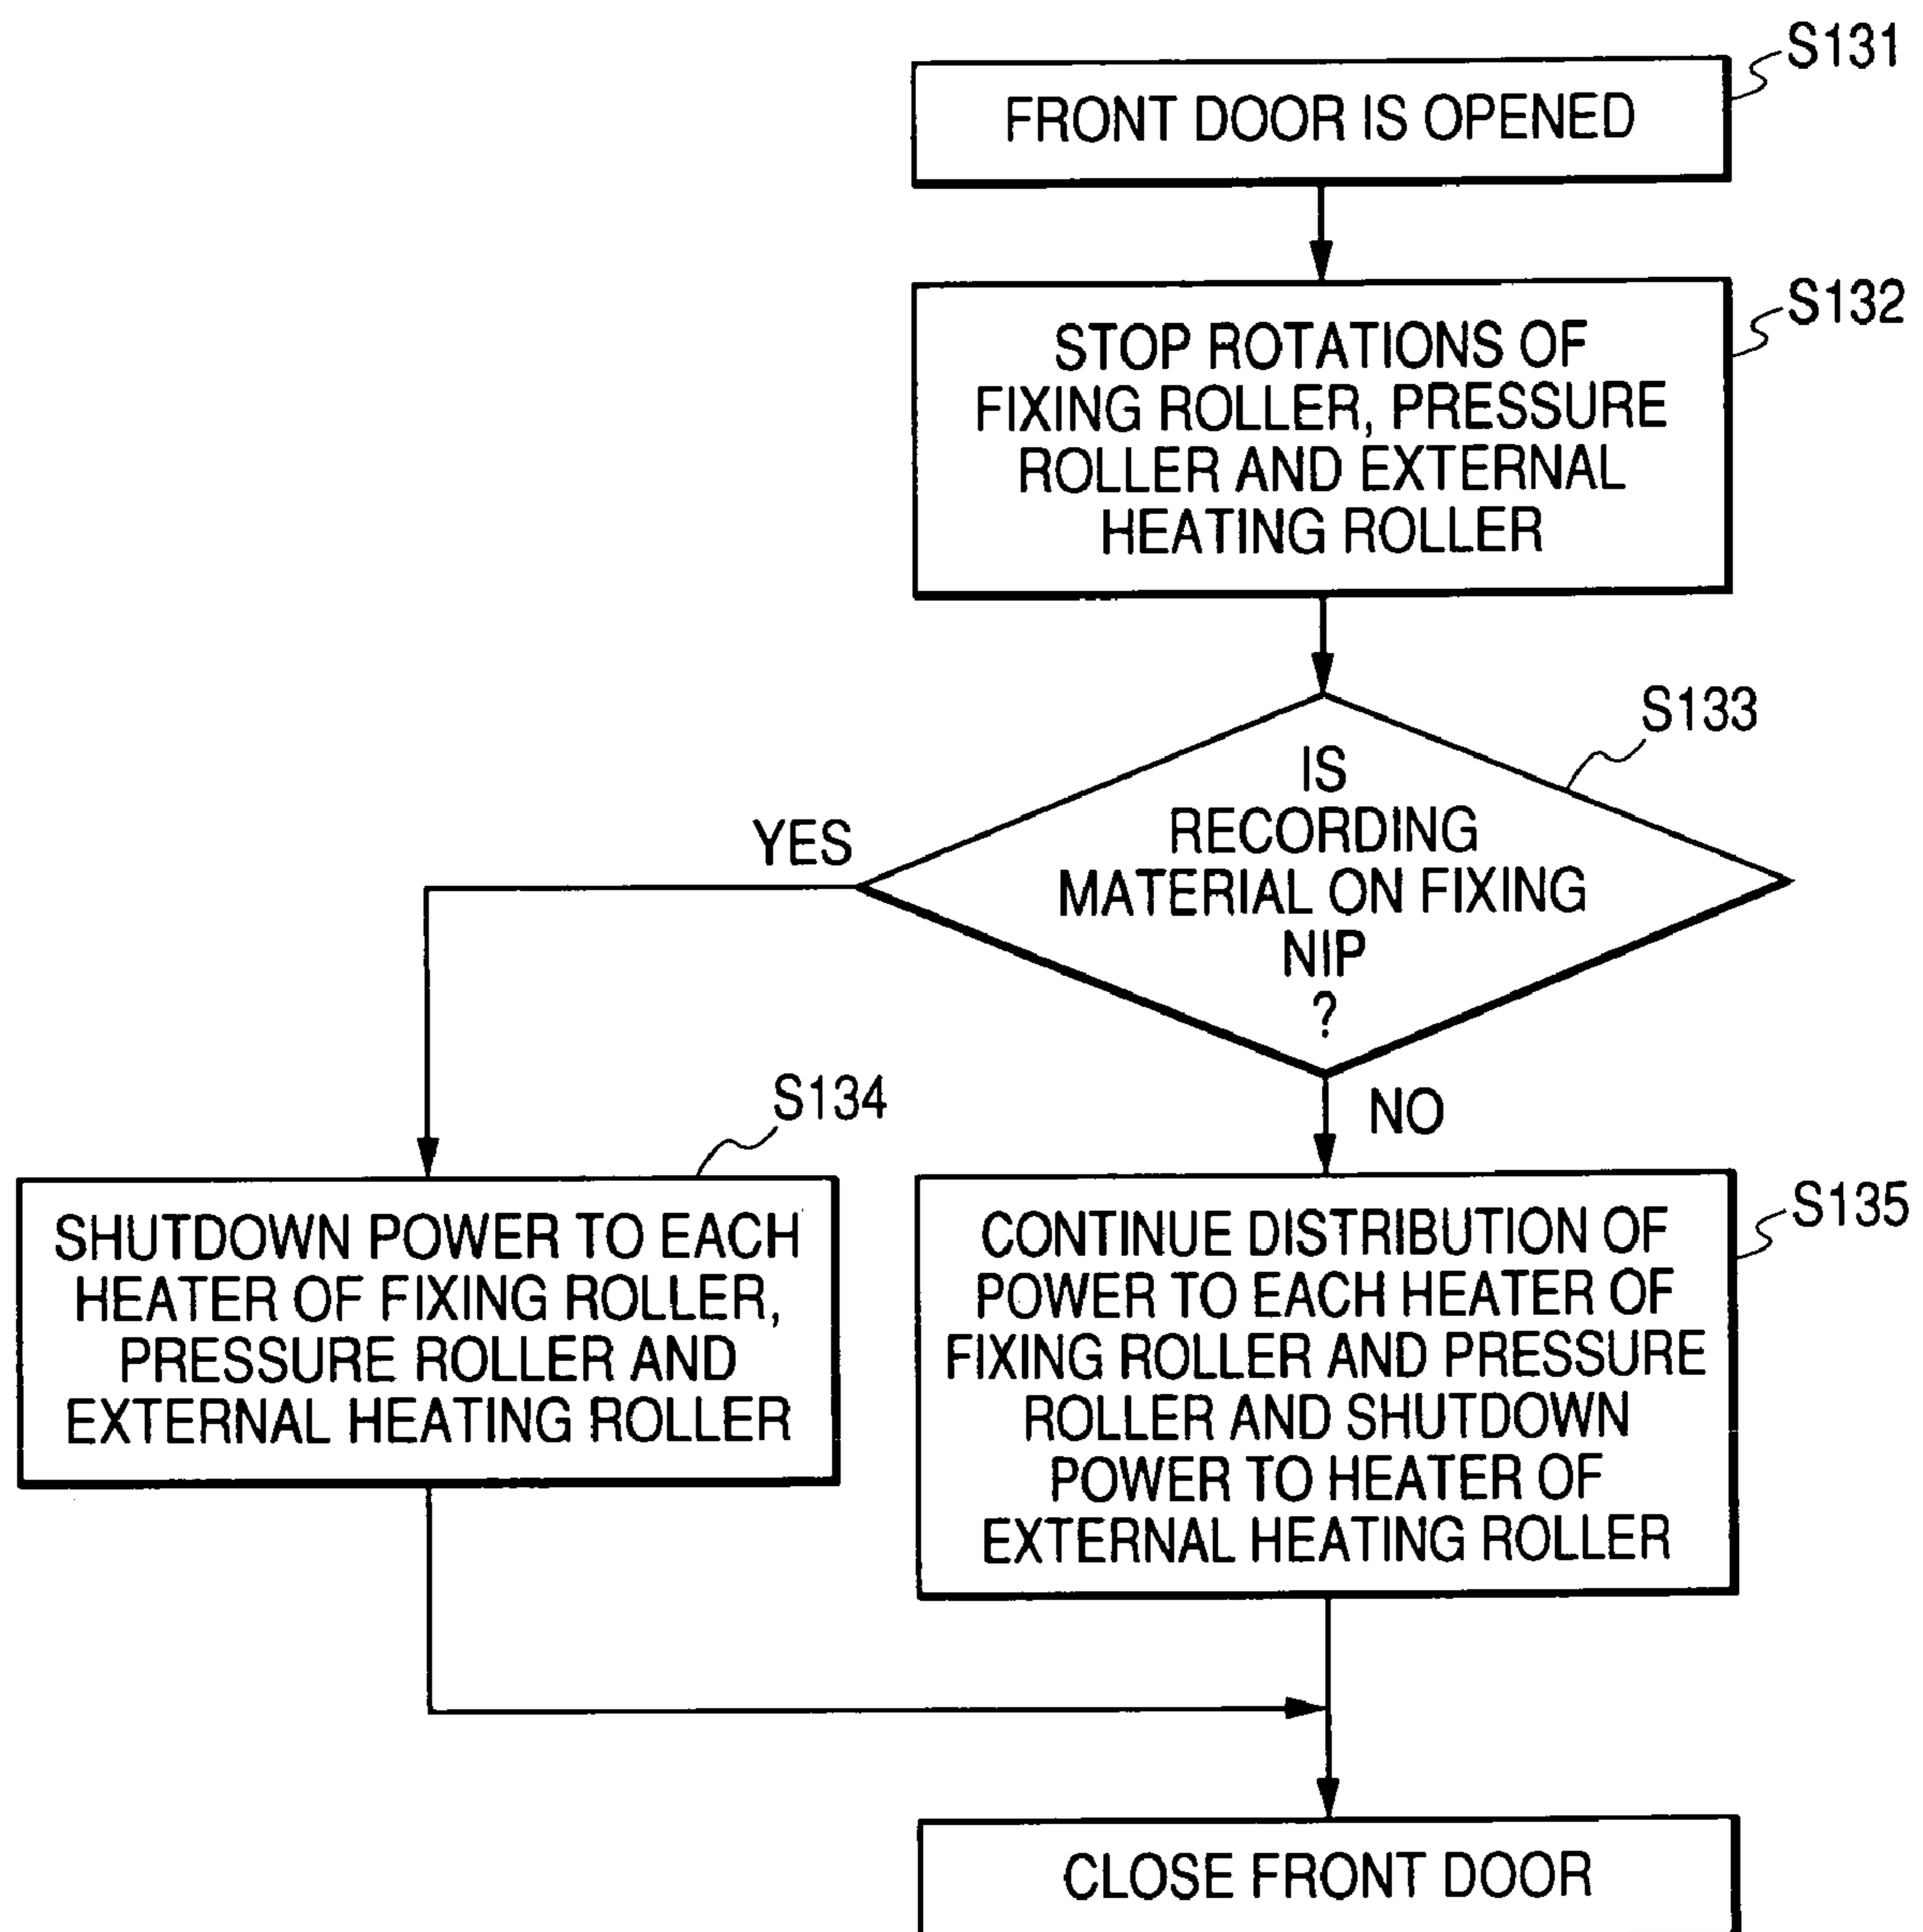 S131
FRONT DOOR IS OPENED
S132
STOP ROTATIONS OF
FIXING ROLLER, PRESSURE
ROLLER AND EXTERNAL
HEATING ROLLER
S133
IS
RECORDING
MATERIAL ON FIXING
NIP
?
YES
NO
S134
SHUTDOWN POWER TO EACH
HEATER OF FIXING ROLLER,
PRESSURE ROLLER AND
EXTERNAL HEATING ROLLER
S135
CONTINUE DISTRIBUTION OF
POWER TO EACH HEATER OF
FIXING ROLLER AND PRESSURE
ROLLER AND SHUTDOWN
POWER TO HEATER OF
EXTERNAL HEATING ROLLER
CLOSE FRONT DOOR